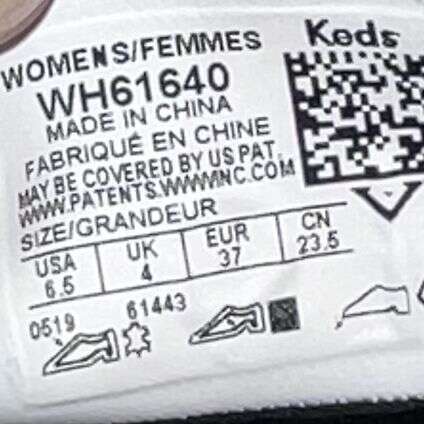 Keds
WOMENS/FEMMES
WH61640
MADE IN CHINA
FABRIQUÉ EN CHINE
MAY BE COVERED BY US PAT.
WWW.PATENTS.WWWINC.COM
SIZE/GRANDEUR
USA UK EUR CN
6.5 4 37 23.5
0519 61443